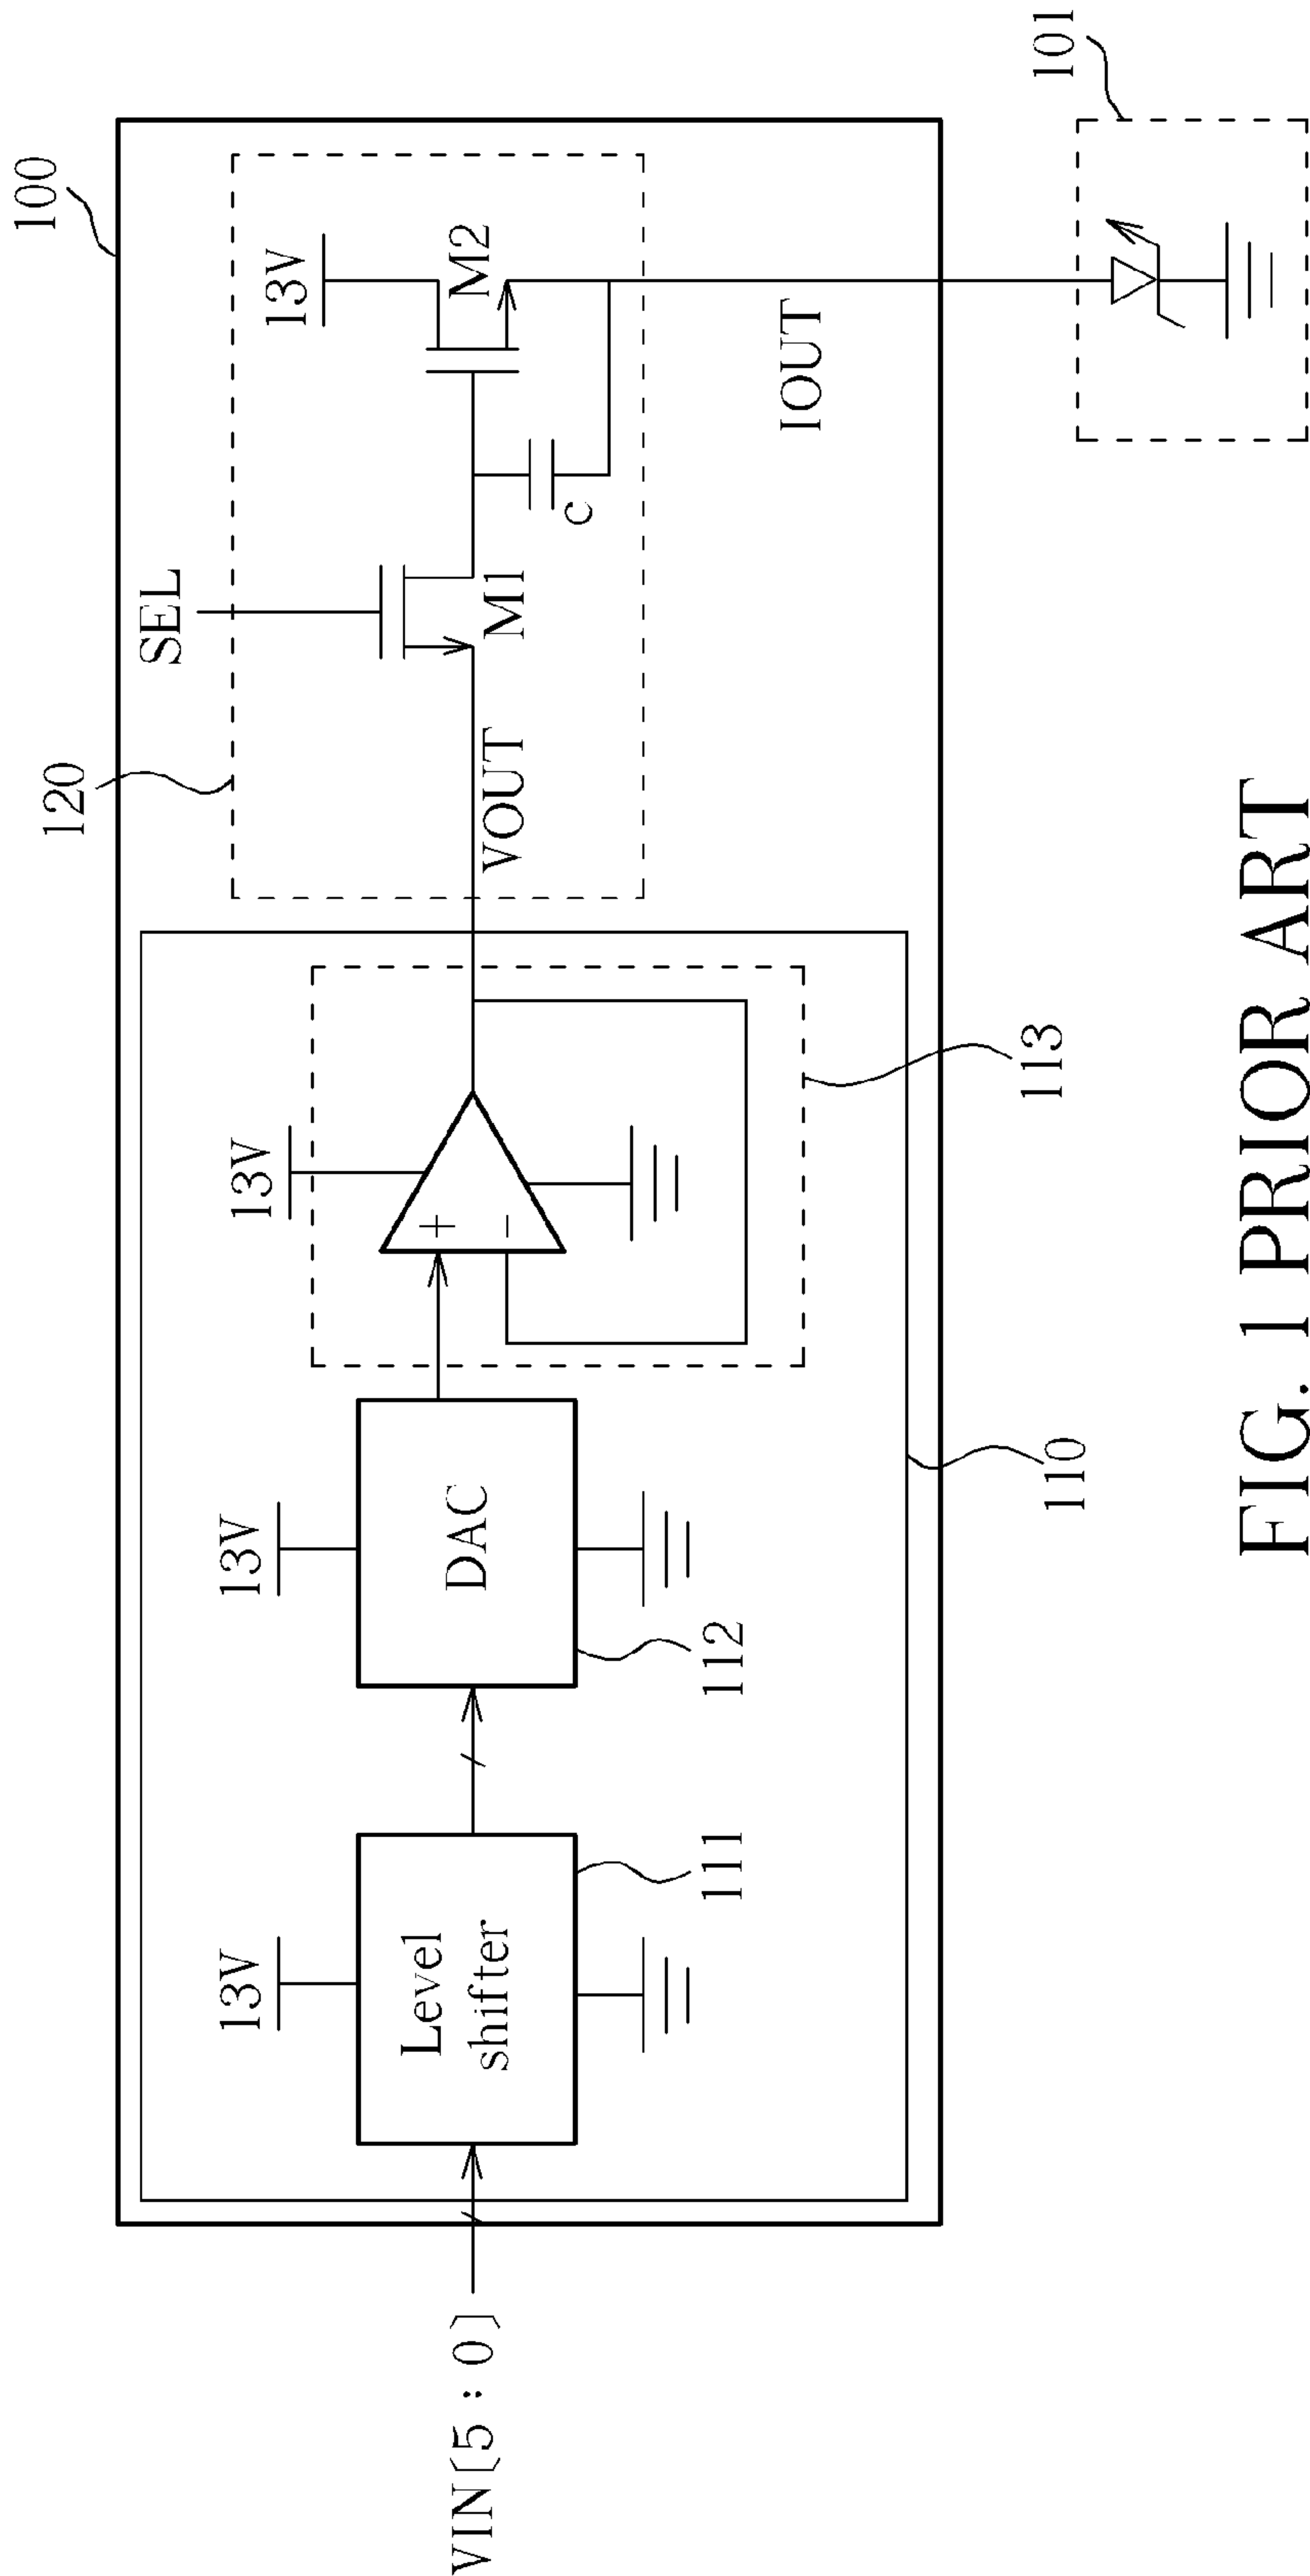 100
120
SEL
13V
M2
M1
C
VOUT
IOUT
101
13V
+
-
113
13V
DAC
112
13V
Level
shifter
111
110
VIN[5:0]
FIG. 1 PRIOR ART